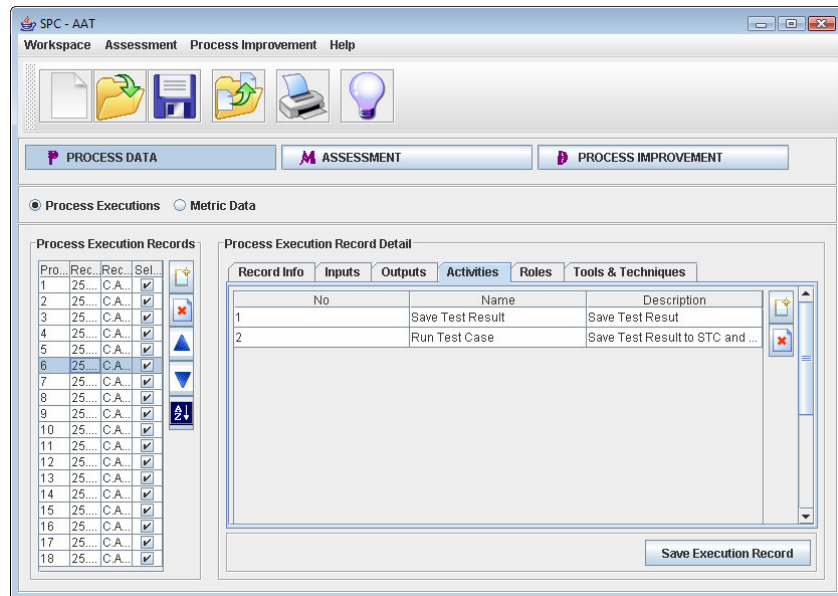 SPC - AAT
Workspace Assessment Process Improvement Help
P PROCESS DATA
M ASSESSMENT
D PROCESS IMPROVEMENT
Process Executions
Metric Data
Process Execution Records
Pro... Rec... Rec... Sel...
1 25.... C.A...
2 25.... C.A...
3 25.... C.A...
4 25.... C.A...
5 25.... C.A...
6 25.... C.A...
7 25.... C.A...
8 25.... C.A...
9 25.... C.A...
10 25.... C.A...
11 25.... C.A...
12 25.... C.A...
13 25.... C.A...
14 25.... C.A...
15 25.... C.A...
16 25.... C.A...
17 25.... C.A...
18 25.... C.A...
A Z
Process Execution Record Detail
Record Info Inputs Outputs Activities Roles Tools & Techniques
No Name Description
1 Save Test Result Save Test Resut
2 Run Test Case Save Test Result to STC and ...
Save Execution Record